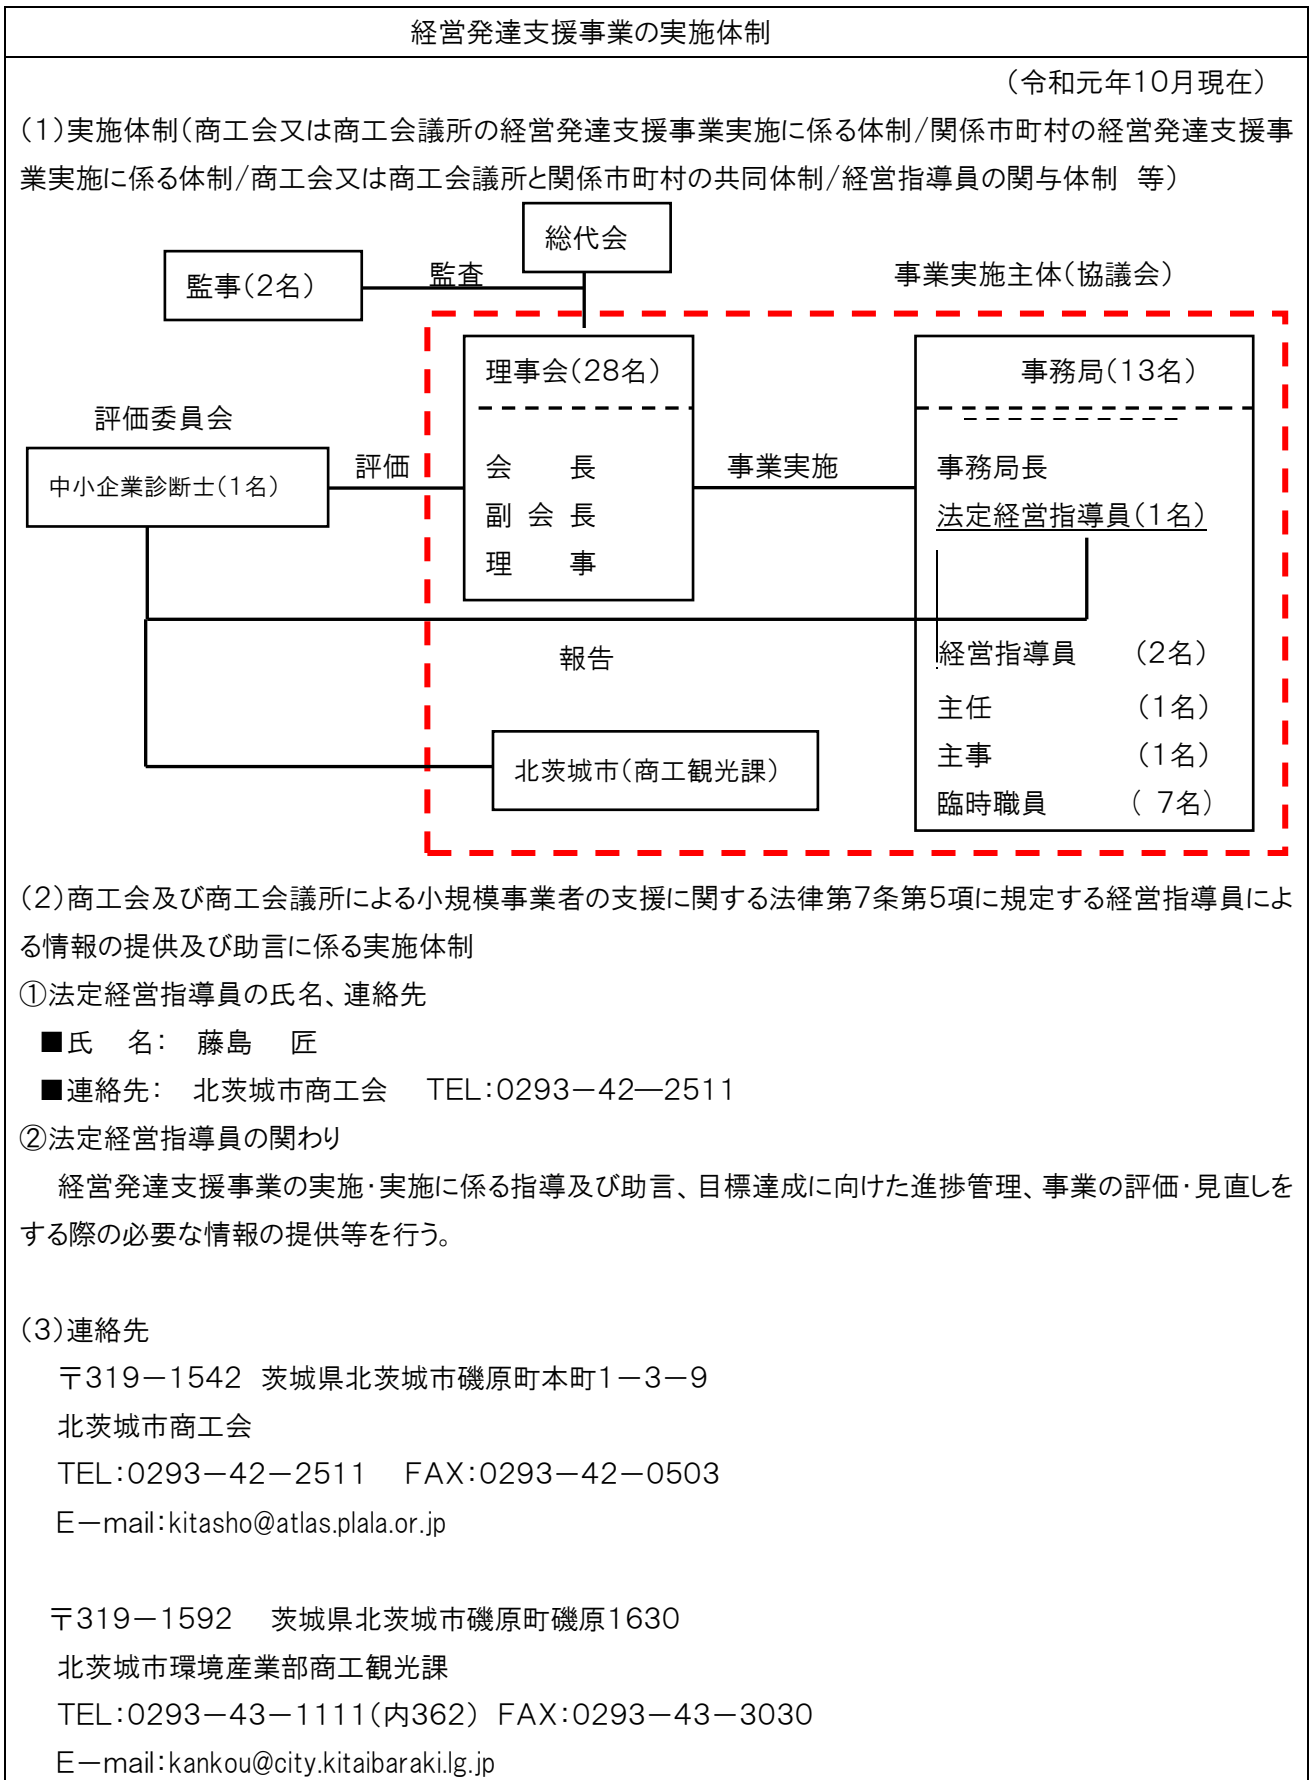 経営発達支援事業の実施体制
(令和元年10月現在)
(1)実施体制(商工会又は商工会議所の経営発達支援事業実施に係る体制/関係市町村の経営発達支援事
業実施に係る体制/商工会又は商工会議所と関係市町村の共同体制/経営指導員の関与体制 等)
総代会
監事(2名)
監査
事業実施主体(協議会)
理事会(28名)
事務局(13名)
評価委員会
中小企業診断士(1名)
評価
会 長
副 会 長
理 事
事業実施
事務局長
法定経営指導員(1名)
報告
経営指導員 (2名)
主任 (1名)
主事 (1名)
臨時職員 ( 7名)
北茨城市(商工観光課)
(2)商工会及び商工会議所による小規模事業者の支援に関する法律第7条第5項に規定する経営指導員によ
る情報の提供及び助言に係る実施体制
①法定経営指導員の氏名、連絡先
■氏 名: 藤島 匠
■連絡先: 北茨城市商工会 TEL:0293-42―2511
②法定経営指導員の関わり
経営発達支援事業の実施・実施に係る指導及び助言、目標達成に向けた進捗管理、事業の評価・見直しを
する際の必要な情報の提供等を行う。
(3)連絡先
〒319-1542 茨城県北茨城市磯原町本町1-3-9
北茨城市商工会
TEL:0293-42-2511 FAX:0293-42-0503
E-mail:kitasho@atlas.plala.or.jp
〒319-1592 茨城県北茨城市磯原町磯原1630
北茨城市環境産業部商工観光課
TEL:0293-43-1111(内362) FAX:0293-43-3030
E-mail:kankou@city.kitaibaraki.lg.jp